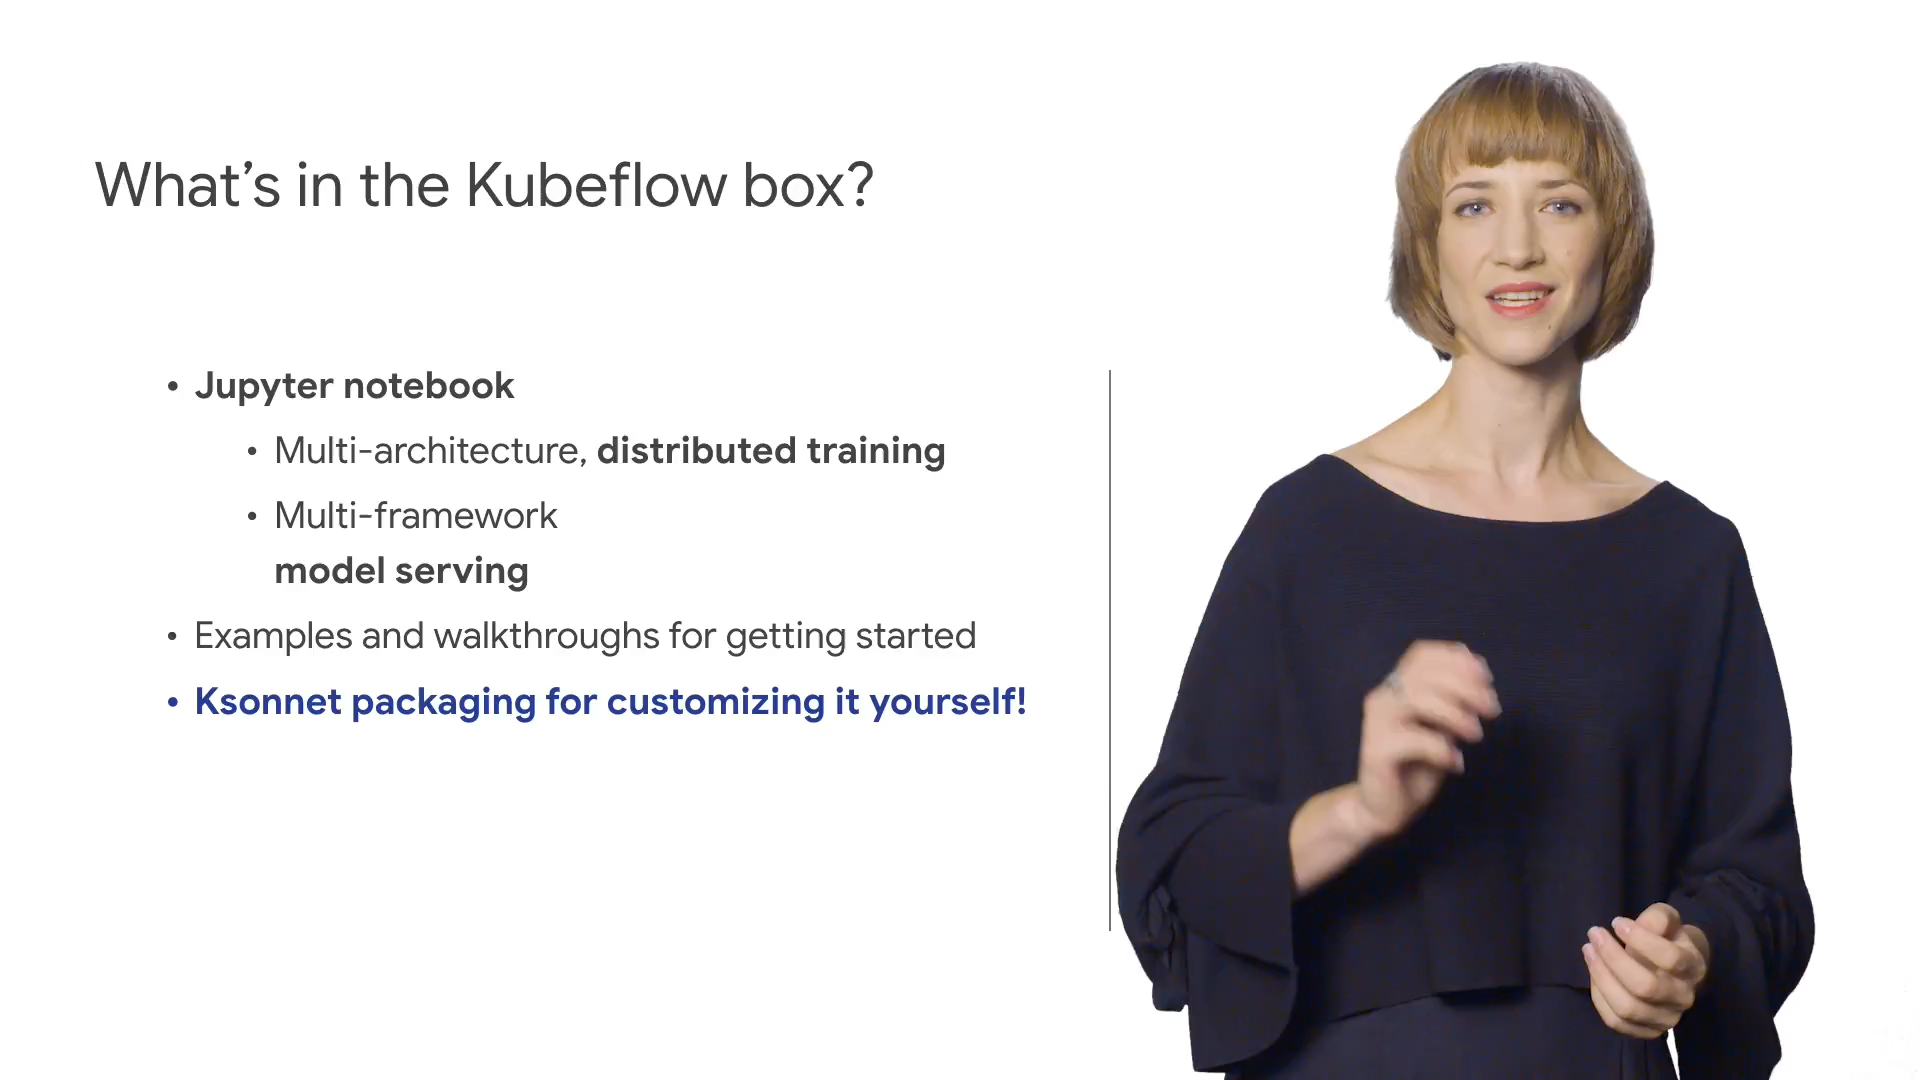 What’s in the Kubeflow box?
• Jupyter notebook
• Multi-architecture, distributed training
• Multi-framework
model serving
• Examples and walkthroughs for getting started
• Ksonnet packaging for customizing it yourself!